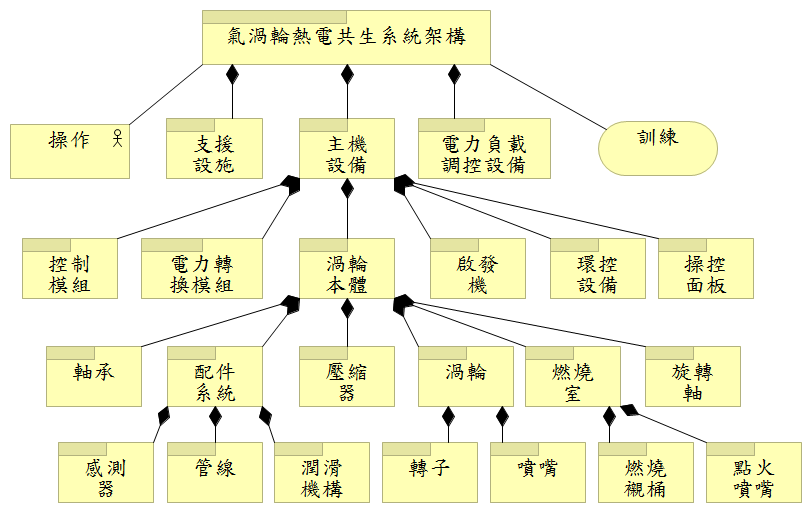 氣渦輪熱電共生系統架構
操作
支援
設施
主機
設備
電力負載
調控設備
訓練
控制
模組
電力轉
換模組
渦輪
本體
啟發
機
環控
設備
操控
面板
軸承
配件
系統
壓縮
器
渦輪
燃燒
室
旋轉
軸
感測
器
管線
潤滑
機構
轉子
噴嘴
燃燒
襯桶
點火
噴嘴